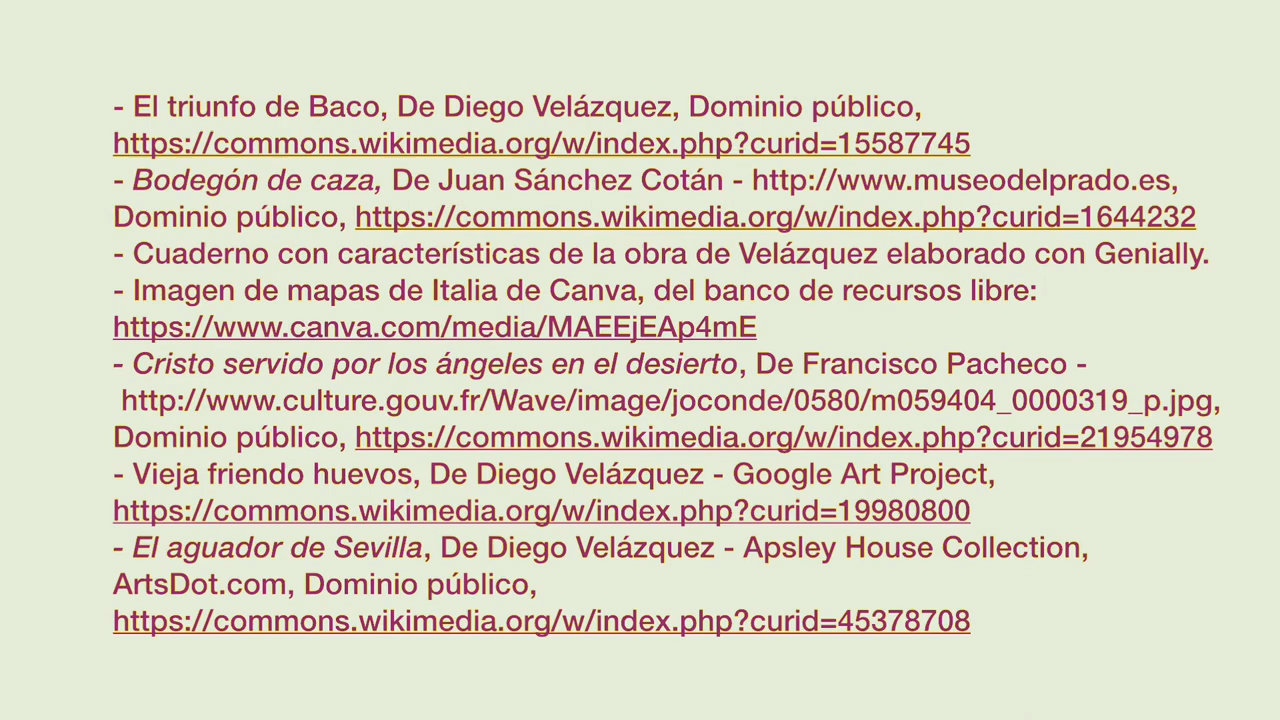 - El triunfo de Baco, De Diego Velázquez, Dominio público,
https://commons.wikimedia.org/w/index.php?curid=15587745
- Bodegón de caza, De Juan Sánchez Cotán - http://www.museodelprado.es,
Dominio público, https://commons.wikimedia.org/w/index.php?curid=1644232
- Cuaderno con características de la obra de Velázquez elaborado con Genially.
- Imagen de mapas de Italia de Canva, del banco de recursos libre:
https://www.canva.com/media/MAEEjEAp4mE
- Cristo servido por los ángeles en el desierto, De Francisco Pacheco -
http://www.culture.gouv.fr/Wave/image/joconde/0580/m059404_0000319_p.jpg,
Dominio público, https://commons.wikimedia.org/w/index.php?curid=21954978
- Vieja friendo huevos, De Diego Velázquez - Google Art Project,
https://commons.wikimedia.org/w/index.php?curid=19980800
- El aguador de Sevilla, De Diego Velázquez - Apsley House Collection,
ArtsDot.com, Dominio público,
https://commons.wikimedia.org/w/index.php?curid=45378708